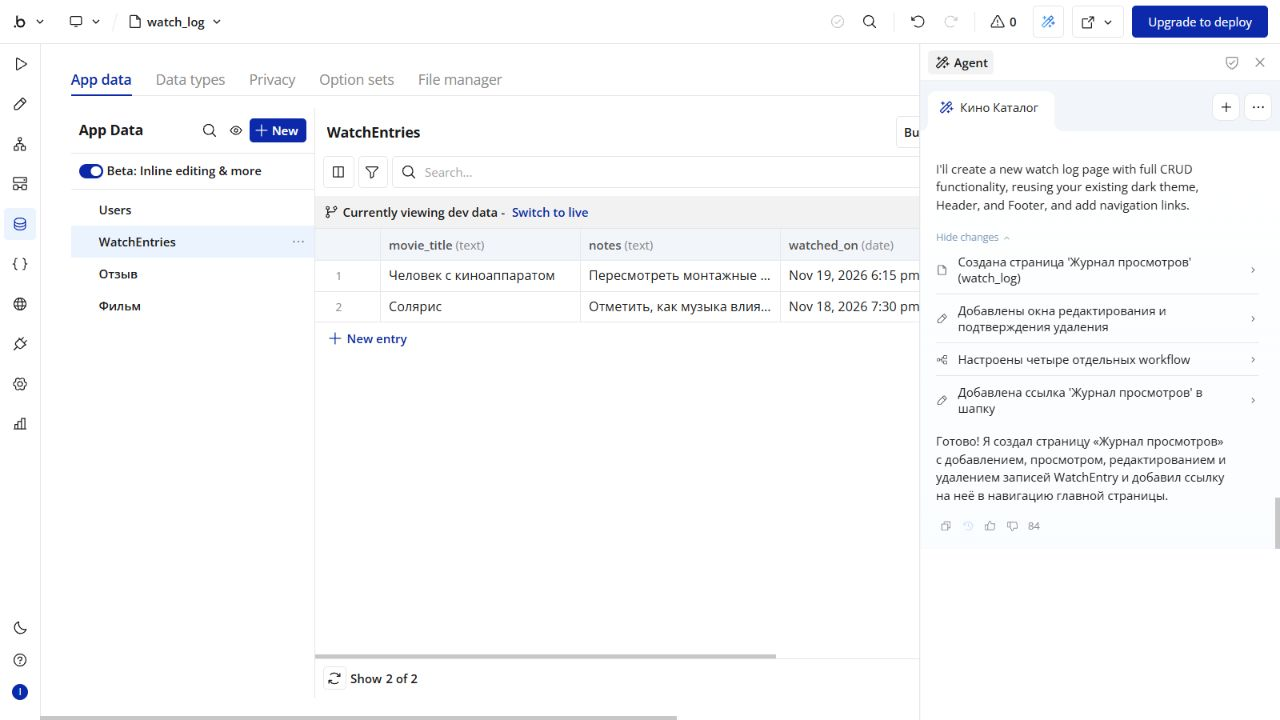 .b
watch_log
0
Upgrade to deploy
App data
Data types
Privacy
Option sets
File manager
App Data
New
Beta: Inline editing & more
Users
WatchEntries
Отзыв
Фильм
WatchEntries
Bu
Search...
Currently viewing dev data - Switch to live
movie_title (text)
notes (text)
watched_on (date)
1
Человек с киноаппаратом
Пересмотреть монтажные ...
Nov 19, 2026 6:15 pm
2
Солярис
Отметить, как музыка влия...
Nov 18, 2026 7:30 pm
New entry
Show 2 of 2
Agent
Кино Каталог
I'll create a new watch log page with full CRUD
functionality, reusing your existing dark theme,
Header, and Footer, and add navigation links.
Hide changes
Создана страница 'Журнал просмотров'
(watch_log)
Добавлены окна редактирования и
подтверждения удаления
Настроены четыре отдельных workflow
Добавлена ссылка 'Журнал просмотров' в
шапку
Готово! Я создал страницу «Журнал просмотров»
с добавлением, просмотром, редактированием и
удалением записей WatchEntry и добавил ссылку
на неё в навигацию главной страницы.
84
I